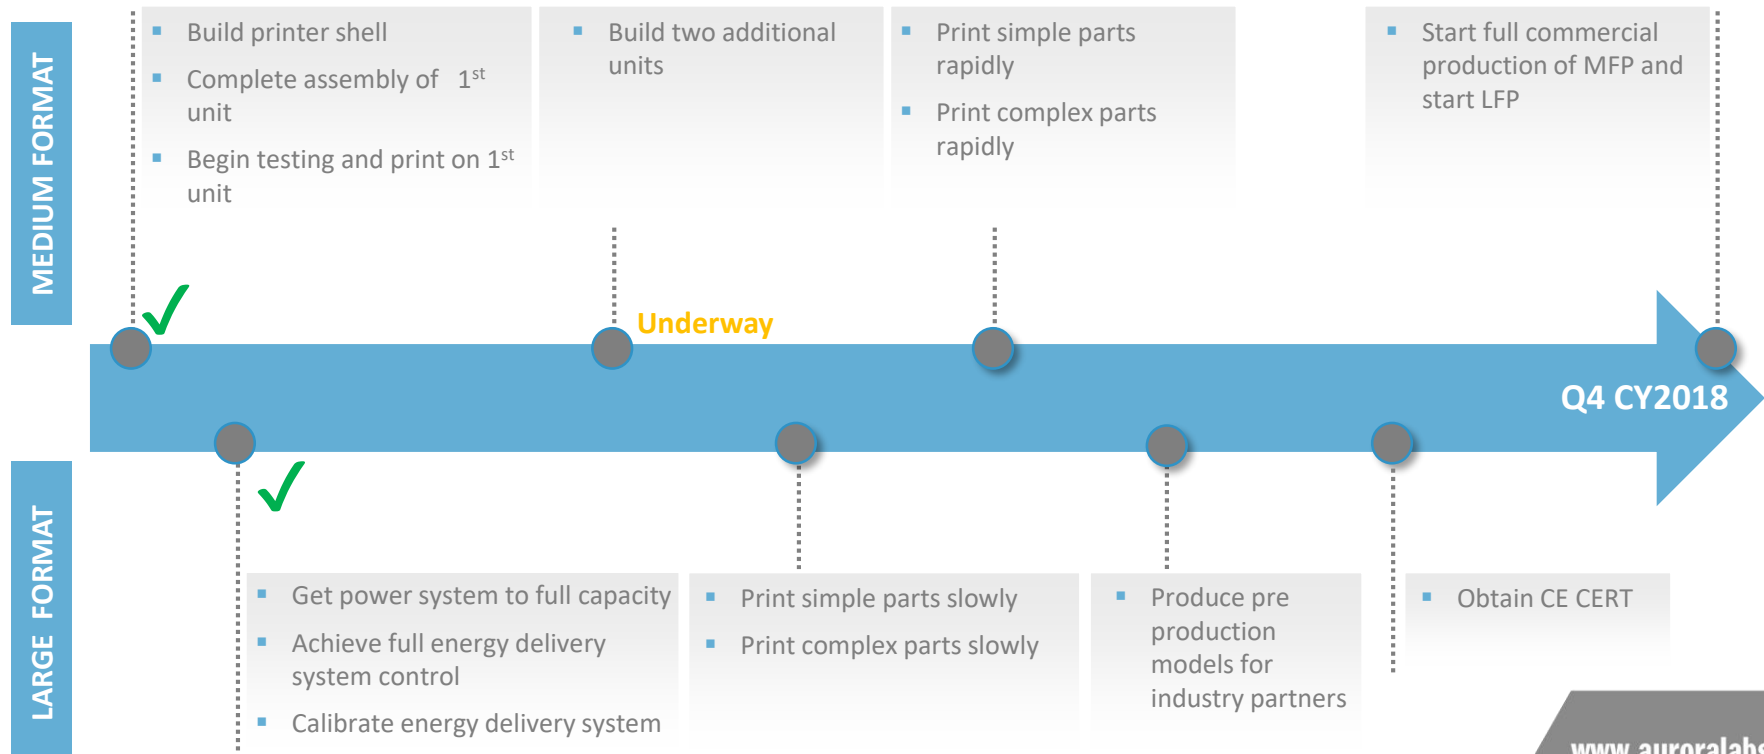 MEDIUM FORMAT
Build printer shell
Complete assembly of 1st
unit
Begin testing and print on 1st
unit
Build two additional
units
Print simple parts
rapidly
Print complex parts
rapidly
Start full commercial
production of MFP and
start LFP
Underway
Q4 CY2018
LARGE FORMAT
Get power system to full capacity
Achieve full energy delivery
system control
Calibrate energy delivery system
Print simple parts slowly
Print complex parts slowly
Produce pre
production
models for
industry partners
Obtain CE CERT